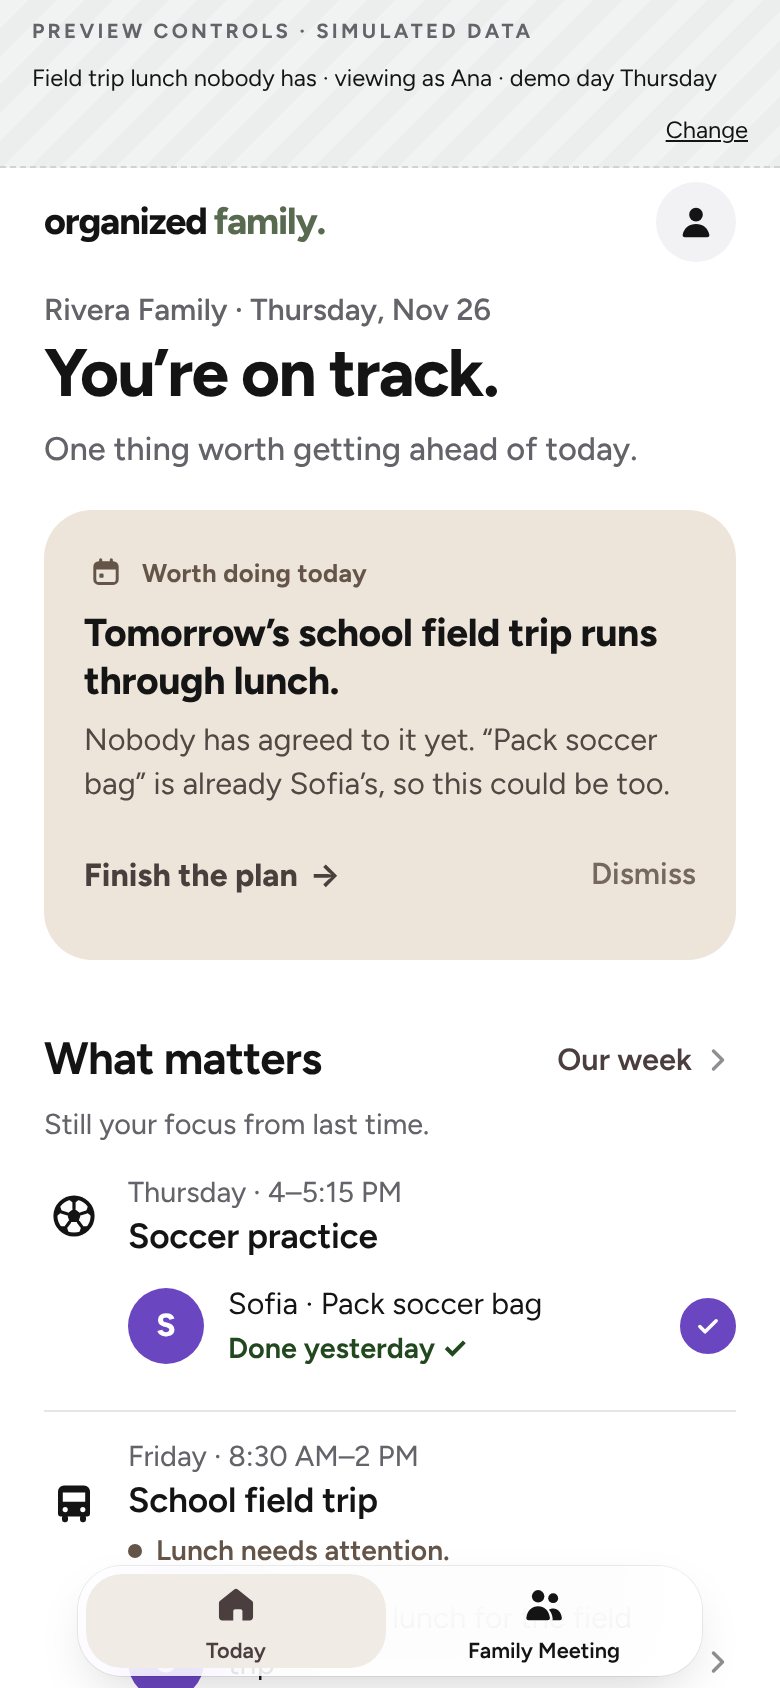 PREVIEW CONTROLS · SIMULATED DATA
Field trip lunch nobody has · viewing as Ana · demo day Thursday
Change
organized family.
Rivera Family · Thursday, Nov 26
You’re on track.
One thing worth getting ahead of today.
Worth doing today
Tomorrow’s school field trip runs
through lunch.
Nobody has agreed to it yet. “Pack soccer
bag” is already Sofia’s, so this could be too.
Finish the plan →
Dismiss
What matters
Our week
Still your focus from last time.
Thursday · 4–5:15 PM
Soccer practice
S
Sofia · Pack soccer bag
Done yesterday ✓
Friday · 8:30 AM–2 PM
School field trip
Lunch needs attention.
lunch for the field
trip
Today
Family Meeting